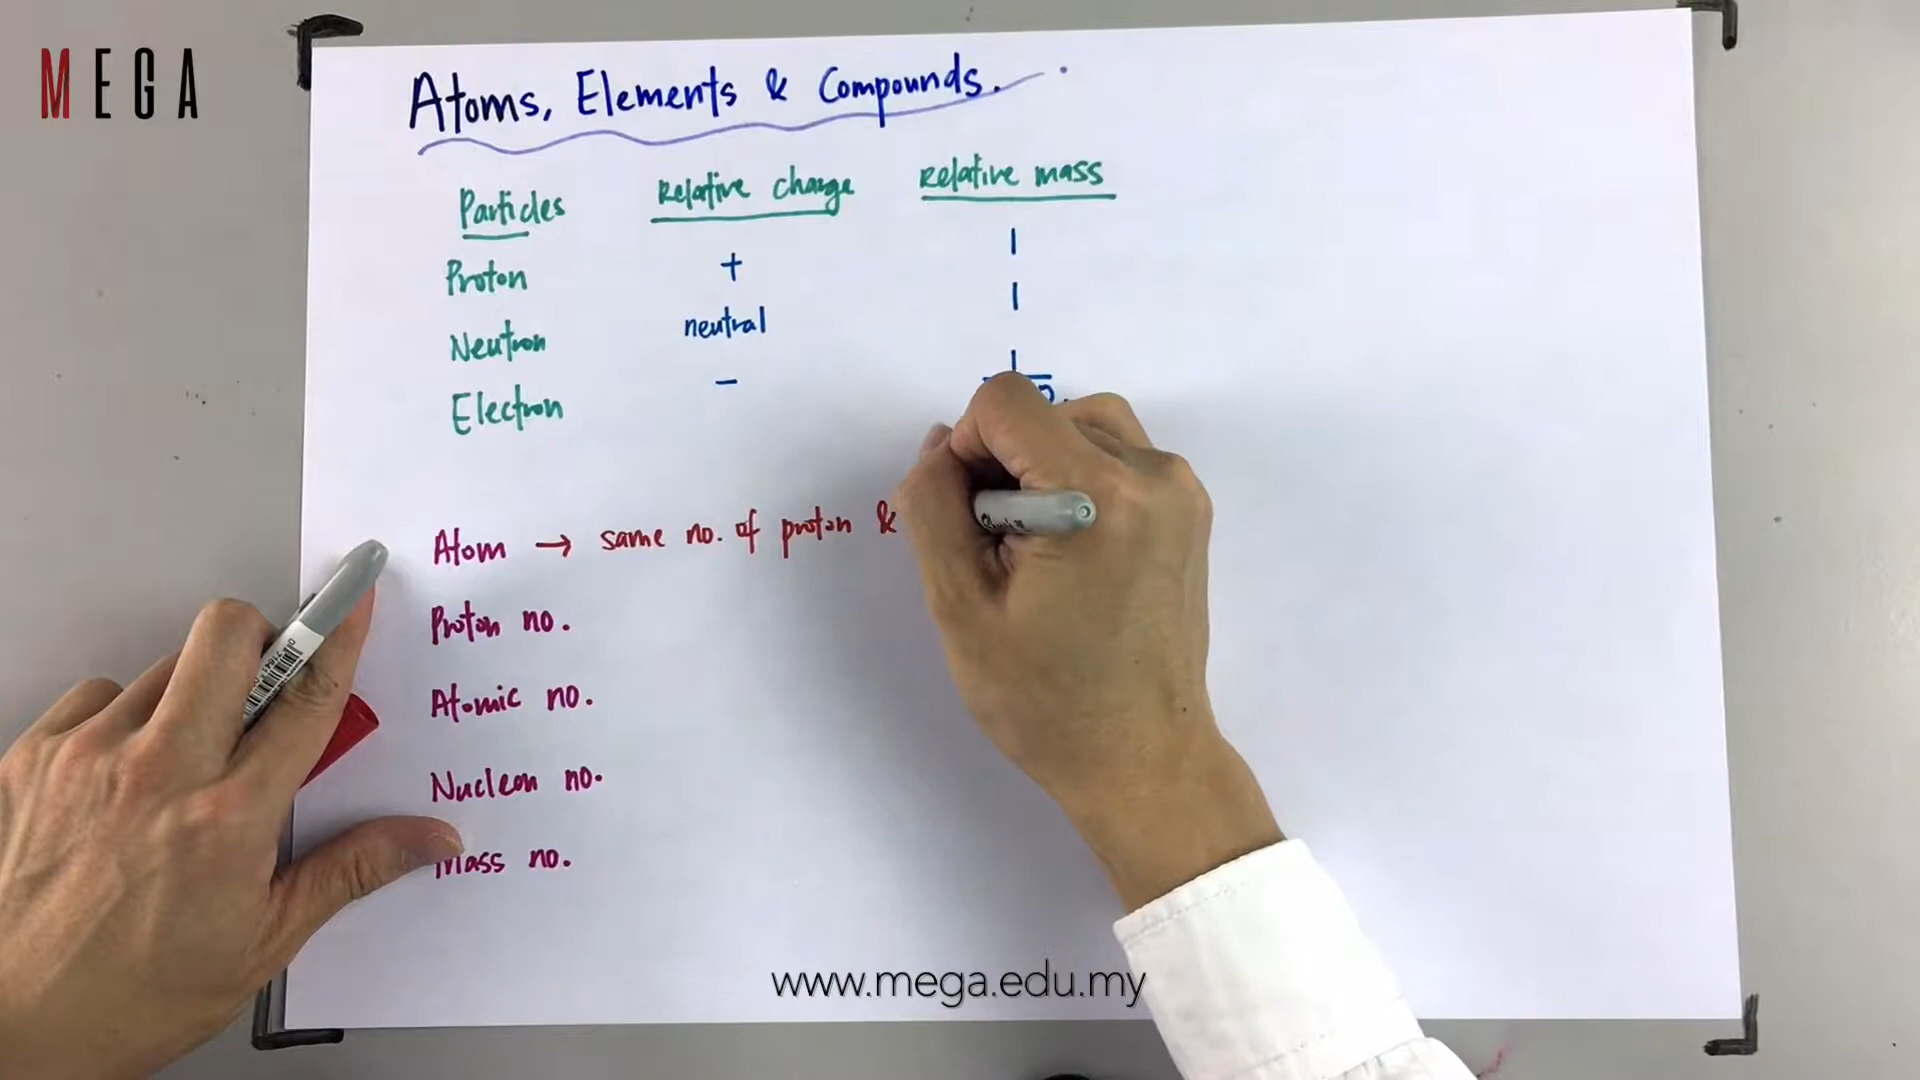 MEGA
Atoms, Elements & Compounds.
Particles Relative charge Relative mass
Proton + 1
Neutron neutral 1
Electron - 1
Atom → same no. of proton &
Proton no.
Atomic no.
Nucleon no.
Mass no.
www.mega.edu.my